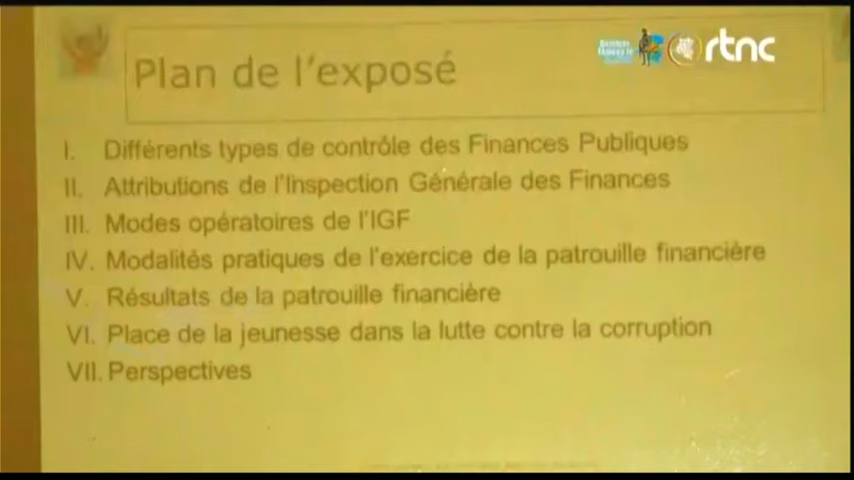 rtnc
Plan de l'exposé
I. Différents types de contrôle des Finances Publiques
II. Attributions de l'Inspection Générale des Finances
III. Modes opératoires de l'IGF
IV. Modalités pratiques de l'exercice de la patrouille financière
V. Résultats de la patrouille financière
VI. Place de la jeunesse dans la lutte contre la corruption
VII. Perspectives